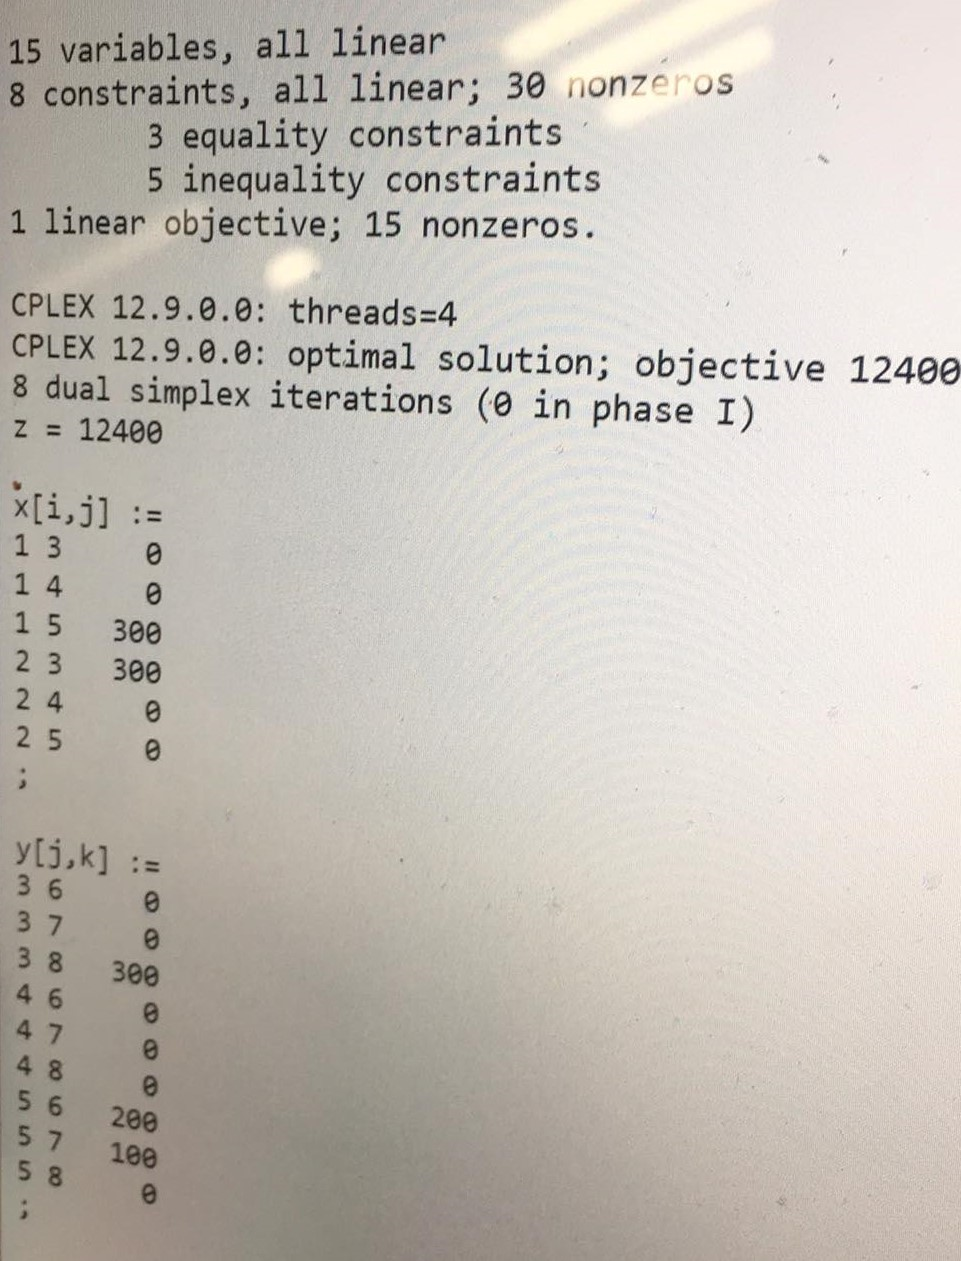 15 variables, all linear
8 constraints, all linear; 30 nonzeros
3 equality constraints
5 inequality constraints
1 linear objective; 15 nonzeros.
CPLEX 12.9.0.0: threads=4
CPLEX 12.9.0.0: optimal solution; objective 12400
8 dual simplex iterations (0 in phase I)
z = 12400
x[i,j] :=
1 3 0
1 4 0
1 5 300
2 3 300
2 4 0
2 5 0
;
y[j,k] :=
3 6 0
3 7 0
3 8 300
4 6 0
4 7 0
4 8 0
5 6 200
5 7 100
5 8 0
;